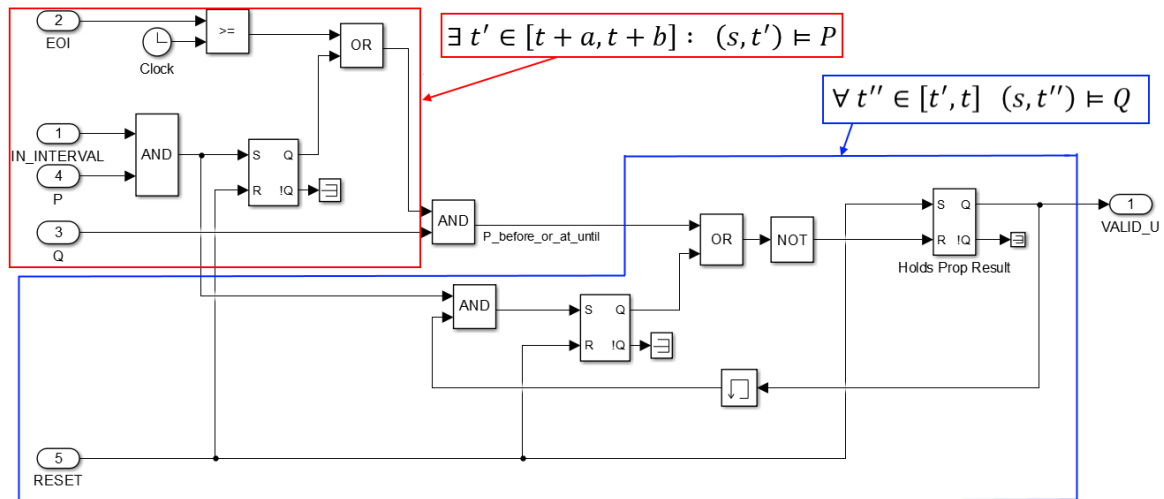 2
EOI
Clock
>=
OR
∃ t′ ∈ [t + a, t + b] : (s, t′) ⊨ P
∀ t′′ ∈ [t′, t] (s, t′′) ⊨ Q
1
IN_INTERVAL
4
P
AND
S Q
R !Q
3
Q
AND
P_before_or_at_until
OR
NOT
S Q
R !Q
Holds Prop Result
1
VALID_U
AND
S Q
R !Q
5
RESET